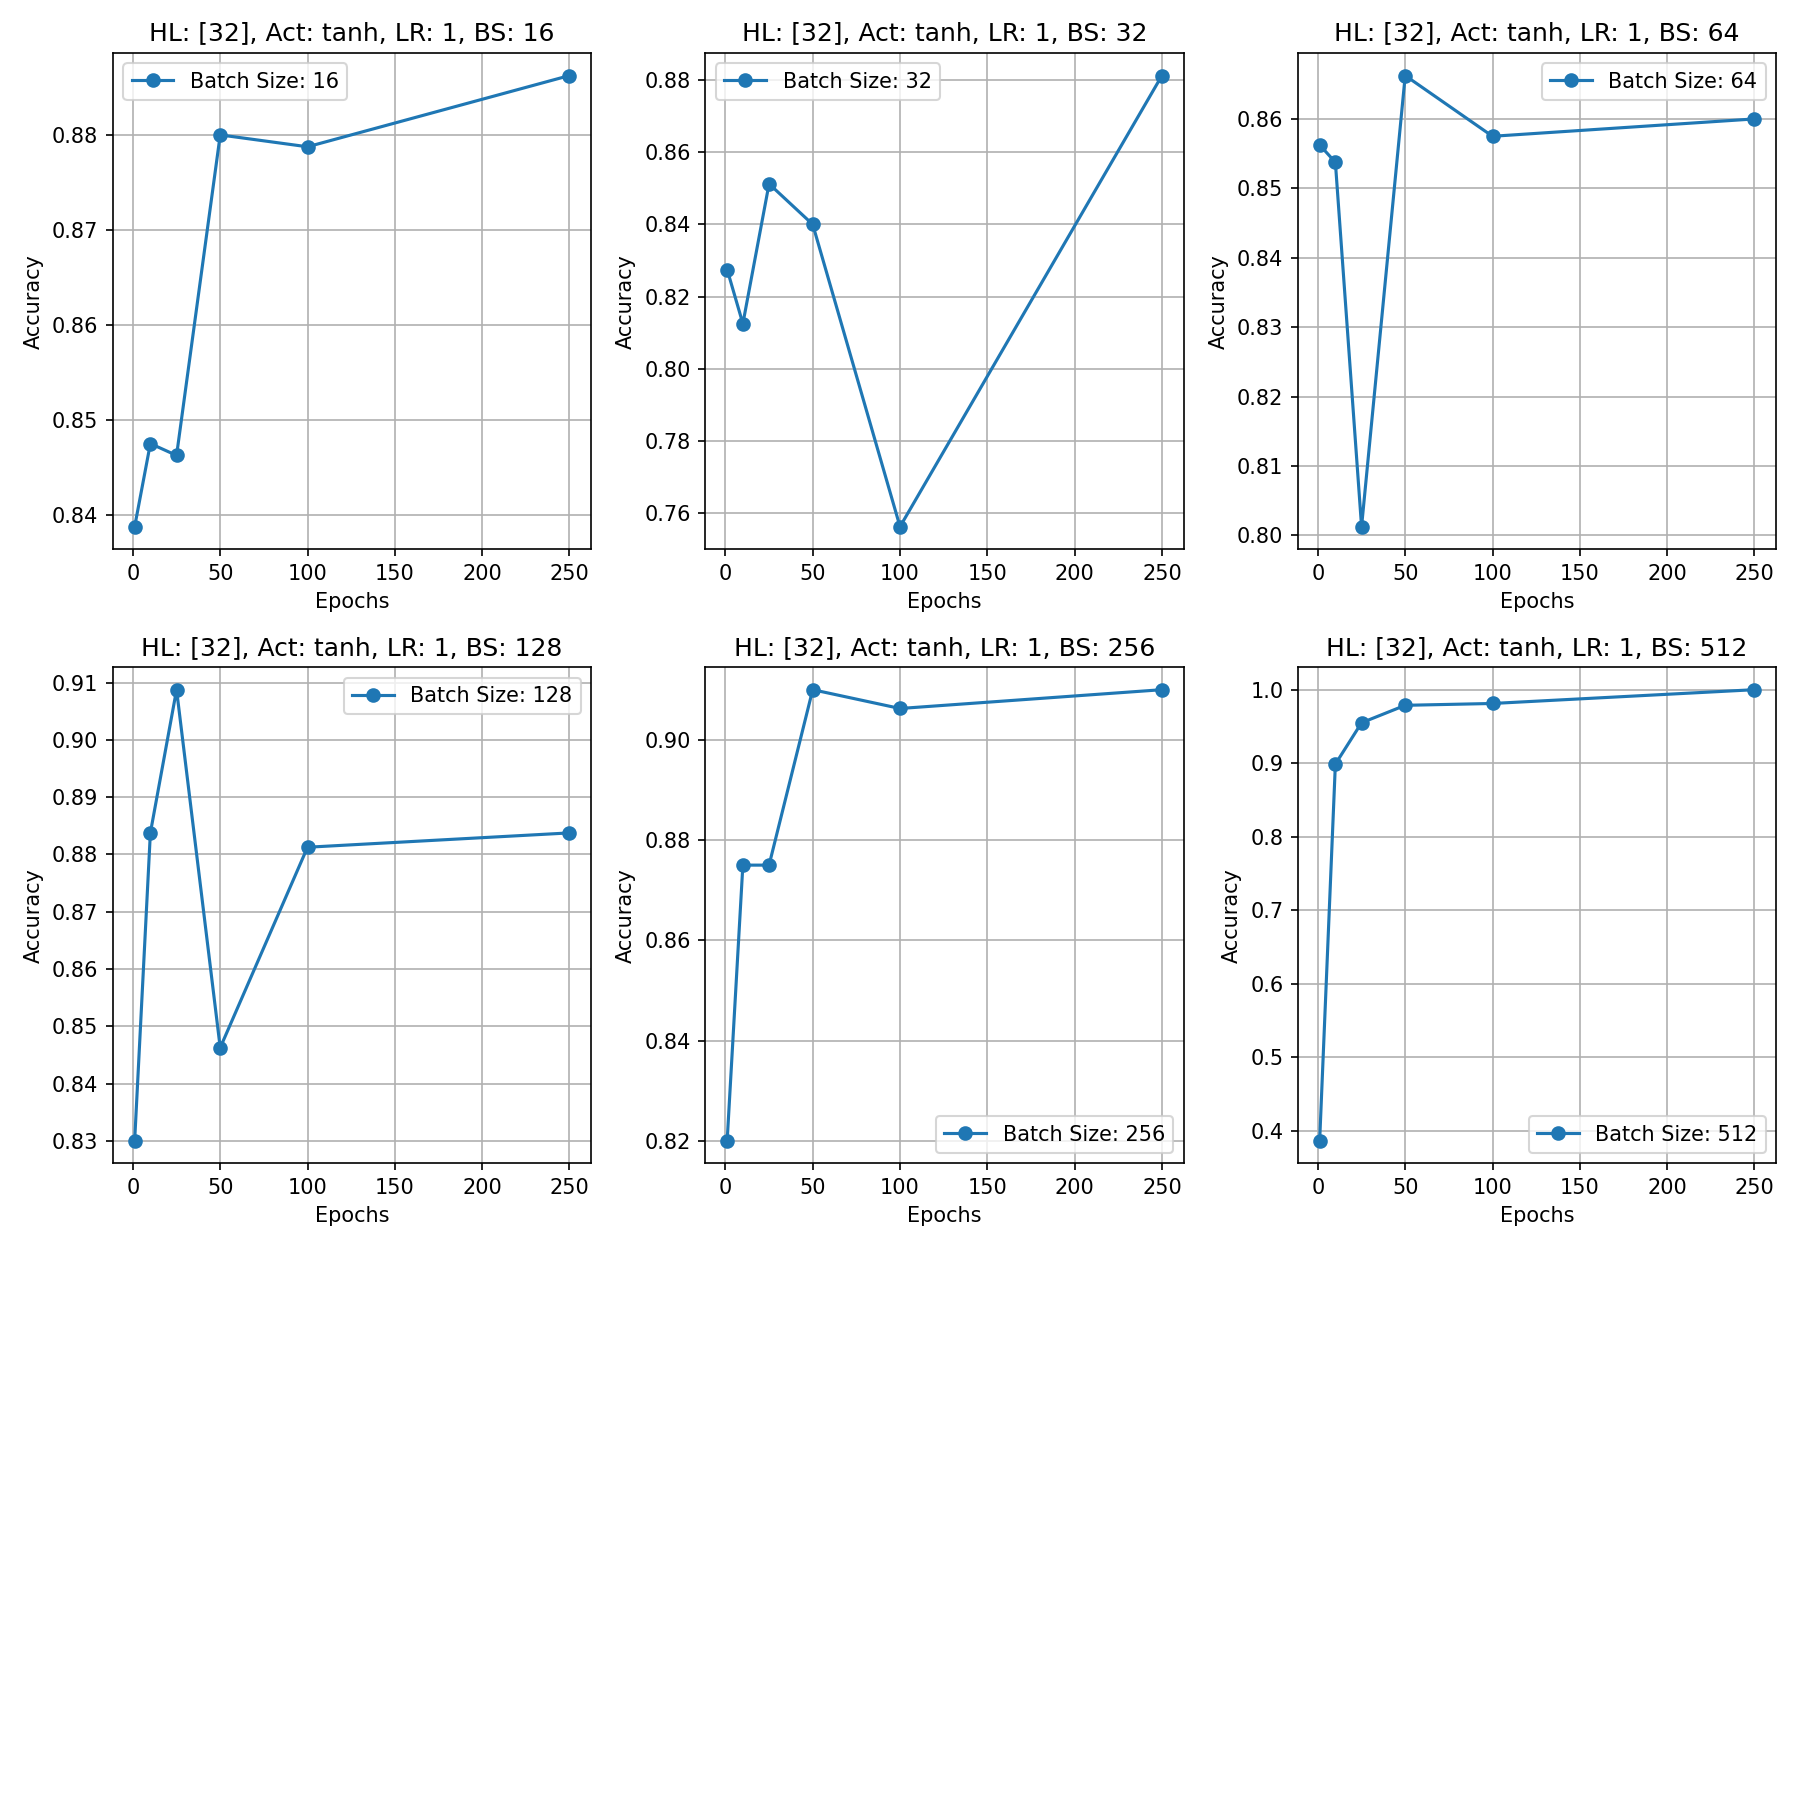 HL: [32], Act: tanh, LR: 1, BS: 16
Batch Size: 16
0.88
0.87
0.86
0.85
0.84
Accuracy
0 50 100 150 200 250
Epochs
HL: [32], Act: tanh, LR: 1, BS: 32
Batch Size: 32
0.88
0.86
0.84
0.82
0.80
0.78
0.76
Accuracy
0 50 100 150 200 250
Epochs
HL: [32], Act: tanh, LR: 1, BS: 64
Batch Size: 64
0.86
0.85
0.84
0.83
0.82
0.81
0.80
Accuracy
0 50 100 150 200 250
Epochs
HL: [32], Act: tanh, LR: 1, BS: 128
Batch Size: 128
0.91
0.90
0.89
0.88
0.87
0.86
0.85
0.84
0.83
Accuracy
0 50 100 150 200 250
Epochs
HL: [32], Act: tanh, LR: 1, BS: 256
0.90
0.88
0.86
0.84
0.82
Accuracy
Batch Size: 256
0 50 100 150 200 250
Epochs
HL: [32], Act: tanh, LR: 1, BS: 512
1.0
0.9
0.8
0.7
0.6
0.5
0.4
Accuracy
Batch Size: 512
0 50 100 150 200 250
Epochs